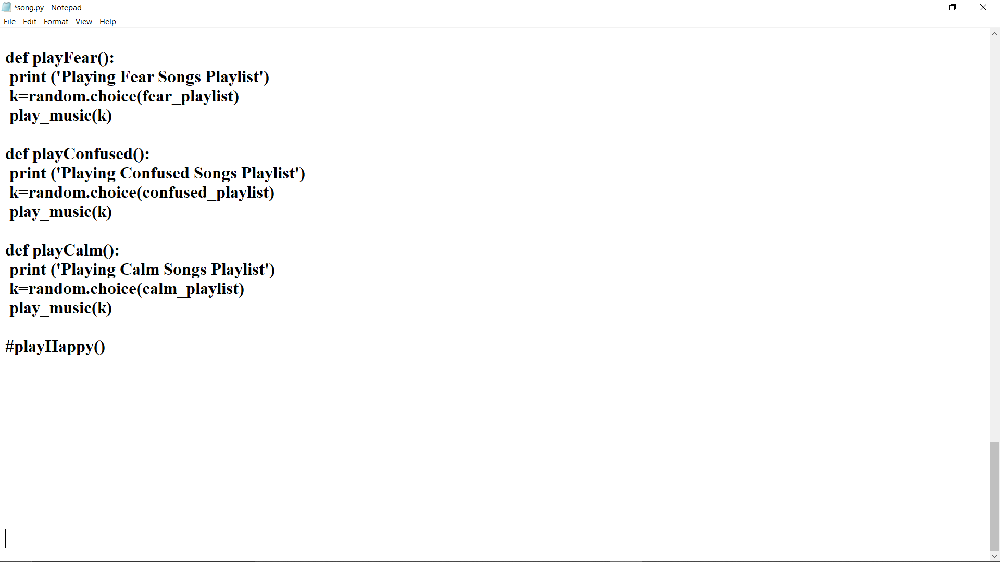 *song.py - Notepad
File Edit Format View Help
def playFear():
 print ('Playing Fear Songs Playlist')
 k=random.choice(fear_playlist)
 play_music(k)
def playConfused():
 print ('Playing Confused Songs Playlist')
 k=random.choice(confused_playlist)
 play_music(k)
def playCalm():
 print ('Playing Calm Songs Playlist')
 k=random.choice(calm_playlist)
 play_music(k)
#playHappy()